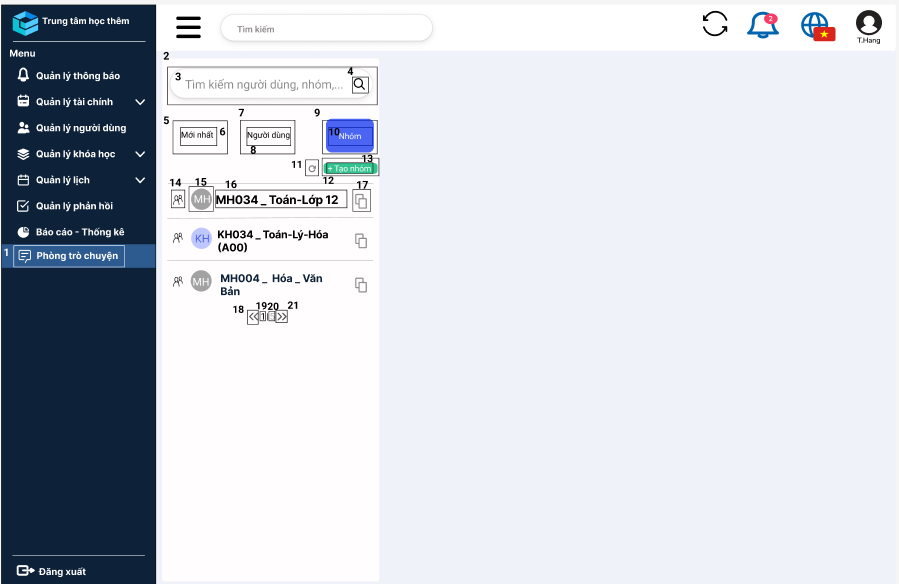 Trung tâm học thêm
Tìm kiếm
2
T.Hang
Menu
Quản lý thông báo
Quản lý tài chính
Quản lý người dùng
Quản lý khóa học
Quản lý lịch
Quản lý phản hồi
Báo cáo - Thống kê
1 Phòng trò chuyện
Đăng xuất
2
3 Tìm kiếm người dùng, nhóm,... 4
5 Mới nhất 6
7 Người dùng 8
9 10 Nhóm
11 12 13 + Tạo nhóm
14 15 16 17
MH MH034 _ Toán-Lớp 12
KH KH034 _ Toán-Lý-Hóa
(A00)
MH MH004 _ Hóa _ Văn
Bản
18 19 20 21
<< 1 >>